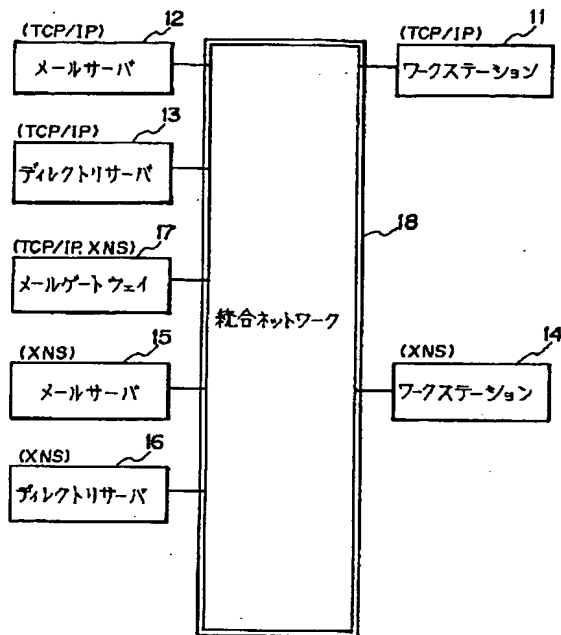 (TCP/IP)
12
メールサーバ
(TCP/IP)
13
ディレクトリサーバ
(TCP/IP, XNS)
17
メールゲートウェイ
(XNS)
15
メールサーバ
(XNS)
16
ディレクトリサーバ
統合ネットワーク
18
(TCP/IP)
11
ワークステーション
(XNS)
14
ワークステーション